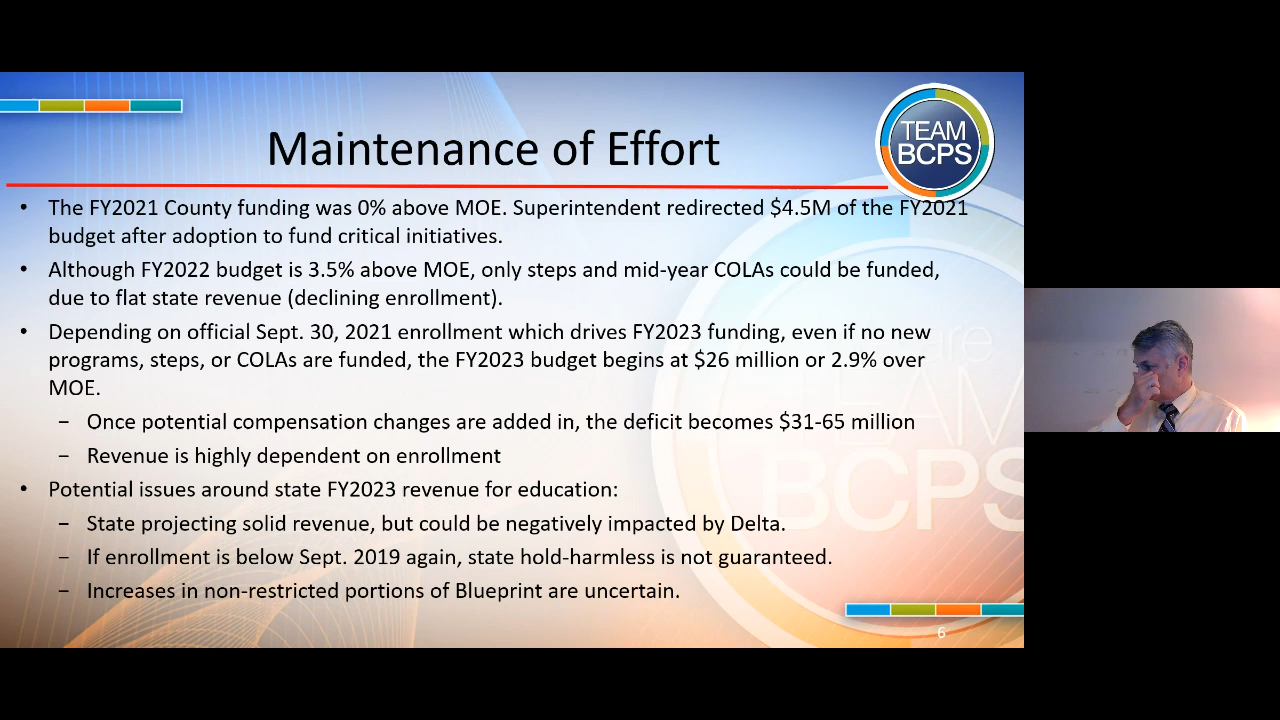 Maintenance of Effort
TEAM
BCPS
• The FY2021 County funding was 0% above MOE. Superintendent redirected $4.5M of the FY2021
budget after adoption to fund critical initiatives.
• Although FY2022 budget is 3.5% above MOE, only steps and mid-year COLAs could be funded,
due to flat state revenue (declining enrollment).
• Depending on official Sept. 30, 2021 enrollment which drives FY2023 funding, even if no new
programs, steps, or COLAs are funded, the FY2023 budget begins at $26 million or 2.9% over
MOE.
− Once potential compensation changes are added in, the deficit becomes $31-65 million
− Revenue is highly dependent on enrollment
• Potential issues around state FY2023 revenue for education:
− State projecting solid revenue, but could be negatively impacted by Delta.
− If enrollment is below Sept. 2019 again, state hold-harmless is not guaranteed.
− Increases in non-restricted portions of Blueprint are uncertain.
TEAM
BCPS
6